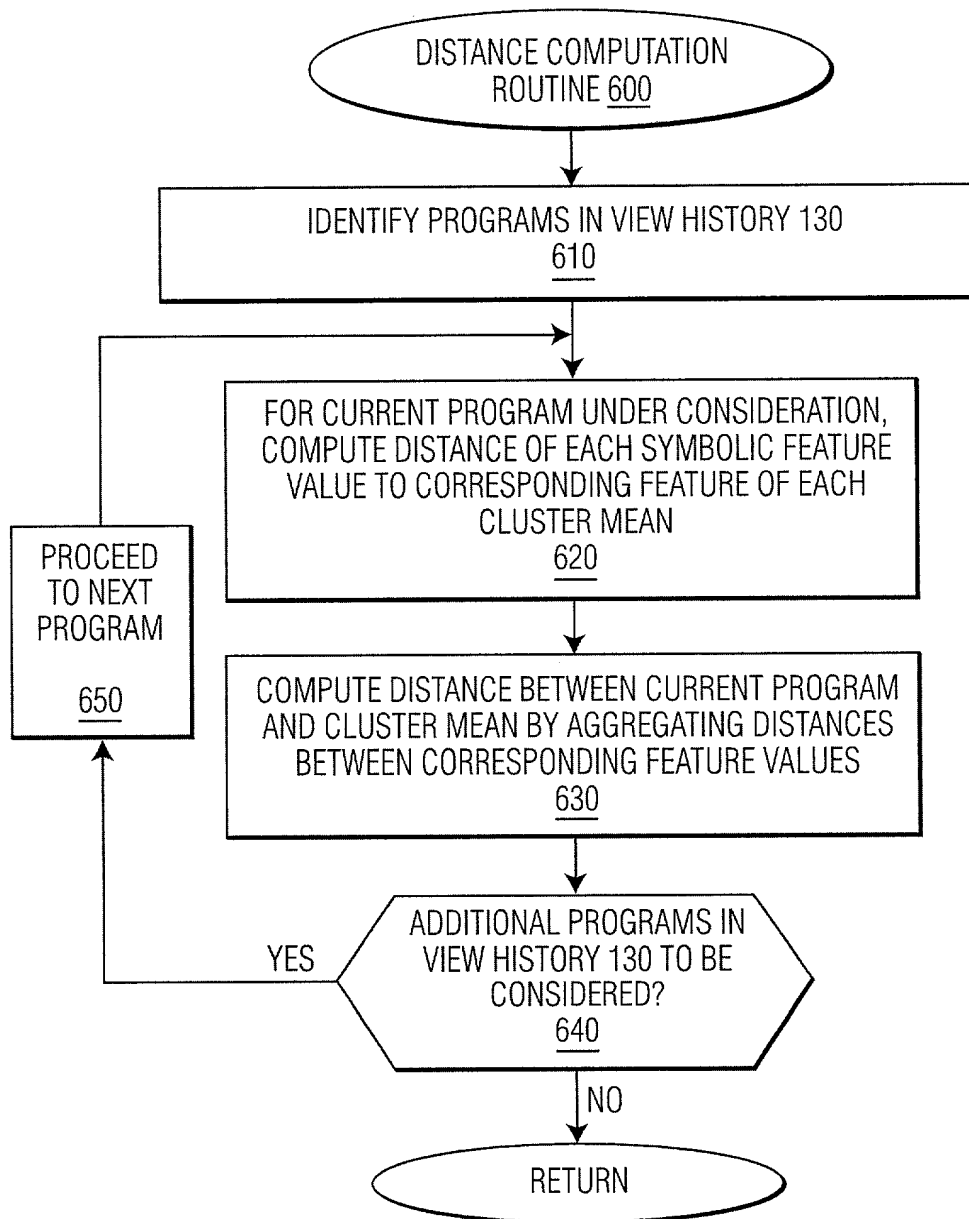 DISTANCE COMPUTATION
ROUTINE 600
IDENTIFY PROGRAMS IN VIEW HISTORY 130
610
FOR CURRENT PROGRAM UNDER CONSIDERATION,
COMPUTE DISTANCE OF EACH SYMBOLIC FEATURE
VALUE TO CORRESPONDING FEATURE OF EACH
CLUSTER MEAN
620
PROCEED
TO NEXT
PROGRAM
650
COMPUTE DISTANCE BETWEEN CURRENT PROGRAM
AND CLUSTER MEAN BY AGGREGATING DISTANCES
BETWEEN CORRESPONDING FEATURE VALUES
630
ADDITIONAL PROGRAMS IN
VIEW HISTORY 130 TO BE
CONSIDERED?
640
YES
NO
RETURN